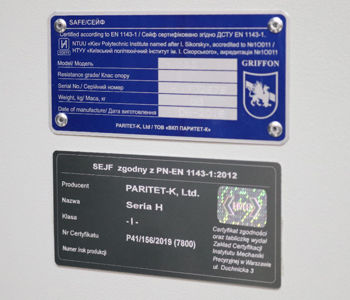 SAFE/СЕЙФ
Certified according to EN 1143-1 / Сейф сертифіковано згідно ДСТУ EN 1143-1.
NTUU «Kiev Polytechnic Institute named after I. Sikorsky», accredited to №1O011
НТУУ «Київський політехнічний інститут ім. І. Сікорського», акредитація №1O011
Model/ Модель
GRIFFON
Resistance grade/ Клас опору
Serial No./ Серійний номер
Weight, kg/ Маса, кг
Date of manufacture/ Дата виготовлення
PARITET-K, Ltd / ТОВ «ВКП ПАРИТЕТ-К»
SEJF zgodny z PN-EN 1143-1:2012
Producent PARITET-K, Ltd.
Nazwa Seria H
Klasa - I -
Nr Certyfikatu P41/156/2019 (7800)
Numer /rok produkcji
Certyfikat zgodności
oraz tabliczkę wydał
Zakład Certyfikacji
Instytutu Mechaniki
Precyzyjnej w Warszawie
ul. Duchnicka 3